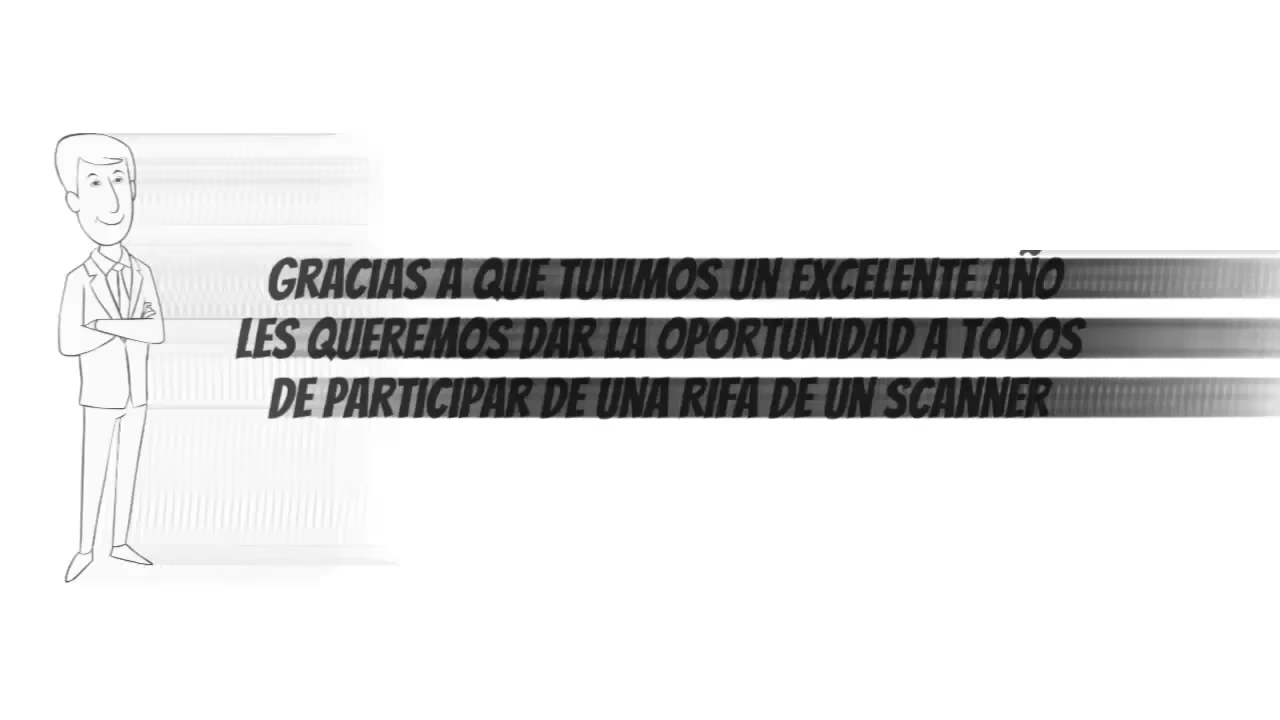 GRACIAS A QUE TUVIMOS UN EXCELENTE AÑO
LES QUEREMOS DAR LA OPORTUNIDAD A TODOS
DE PARTICIPAR DE UNA RIFA DE UN SCANNER